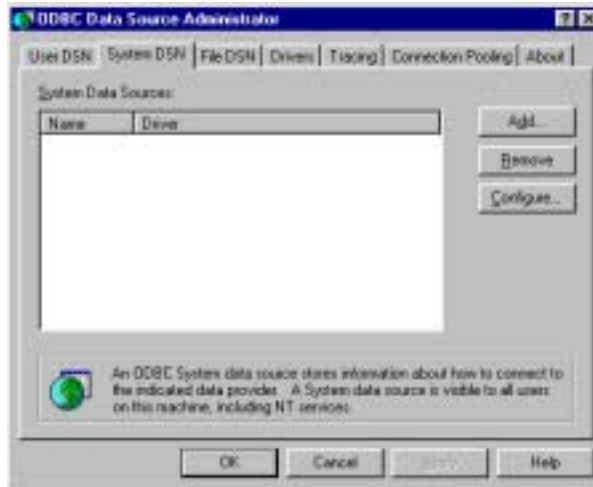 ODBC Data Source Administrator
User DSN System DSN File DSN Drivers Tracing Connection Pooling About
System Data Sources:
Name Driver
Add...
Remove
Configure...
An ODBC System data source stores information about how to connect to
the indicated data provider. A System data source is visible to all users
on this machine, including NT services.
OK Cancel Apply Help